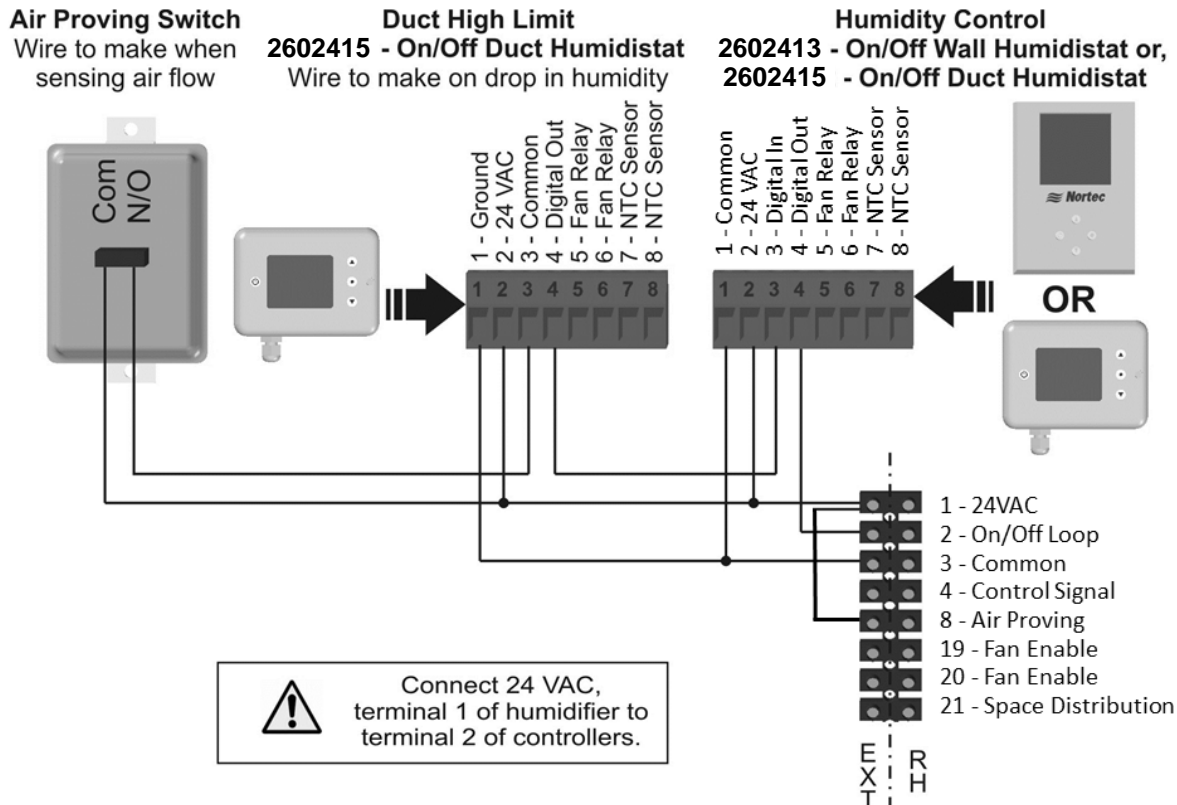 Air Proving Switch
Wire to make when
sensing air flow
Duct High Limit
2602415 - On/Off Duct Humidistat
Wire to make on drop in humidity
Humidity Control
2602413 - On/Off Wall Humidistat or,
2602415 - On/Off Duct Humidistat
Com
N/O
1 - Ground
2 - 24 VAC
3 - Common
4 - Digital Out
5 - Fan Relay
6 - Fan Relay
7 - NTC Sensor
8 - NTC Sensor
1 2 3 4 5 6 7 8
1 - Common
2 - 24 VAC
3 - Digital In
4 - Digital Out
5 - Fan Relay
6 - Fan Relay
7 - NTC Sensor
8 - NTC Sensor
1 2 3 4 5 6 7 8
Nortec
OR
1 - 24VAC
2 - On/Off Loop
3 - Common
4 - Control Signal
8 - Air Proving
19 - Fan Enable
20 - Fan Enable
21 - Space Distribution
EXT
RH
Connect 24 VAC,
terminal 1 of humidifier to
terminal 2 of controllers.